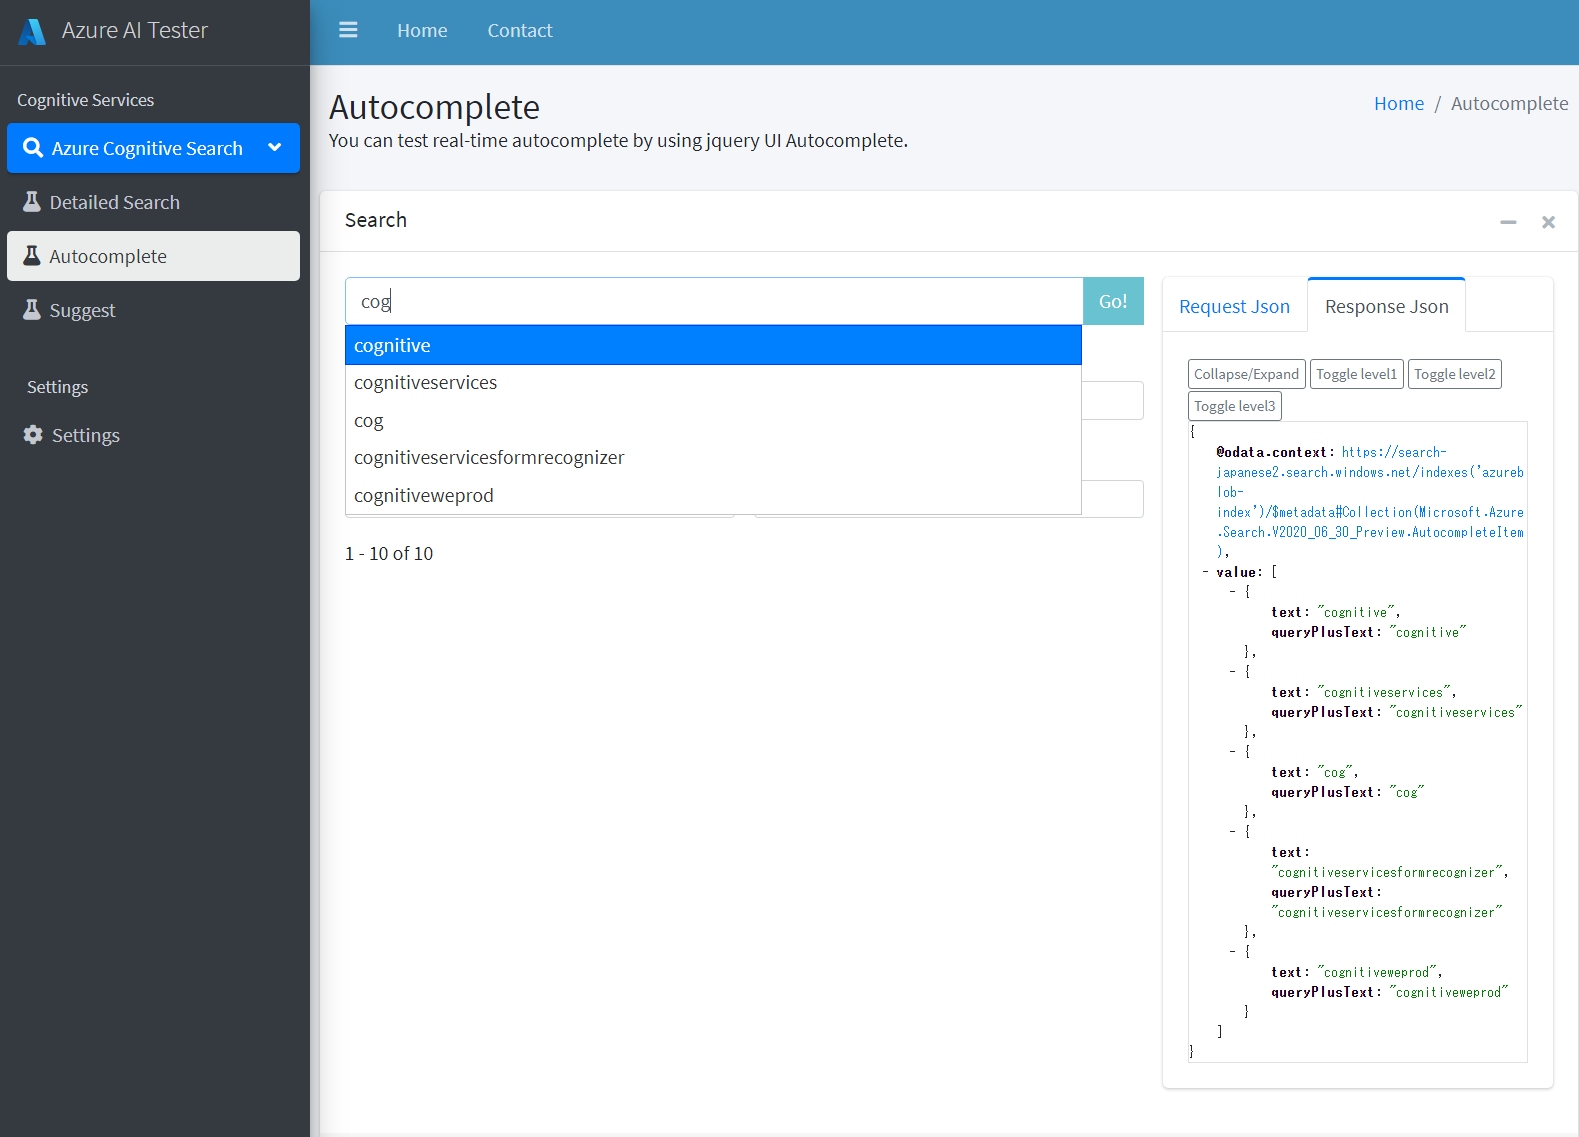 Azure AI Tester
Home
Contact
Cognitive Services
Azure Cognitive Search
Detailed Search
Autocomplete
Suggest
Settings
Settings
Autocomplete
You can test real-time autocomplete by using jquery UI Autocomplete.
Home / Autocomplete
Search
cog
Go!
cognitive
cognitiveservices
cog
cognitiveservicesformrecognizer
cognitiveweprod
1 - 10 of 10
Request Json
Response Json
Collapse/Expand
Toggle level1
Toggle level2
Toggle level3
{
@odata.context: https://search-
japanese2.search.windows.net/indexes('azureb
lob-
index')/$metadata#Collection(Microsoft.Azure
.Search.V2020_06_30_Preview.AutocompleteItem
),
- value: [
- {
text: "cognitive",
queryPlusText: "cognitive"
},
- {
text: "cognitiveservices",
queryPlusText: "cognitiveservices"
},
- {
text: "cog",
queryPlusText: "cog"
},
- {
text:
"cognitiveservicesformrecognizer",
queryPlusText:
"cognitiveservicesformrecognizer"
},
- {
text: "cognitiveweprod",
queryPlusText: "cognitiveweprod"
}
]
}